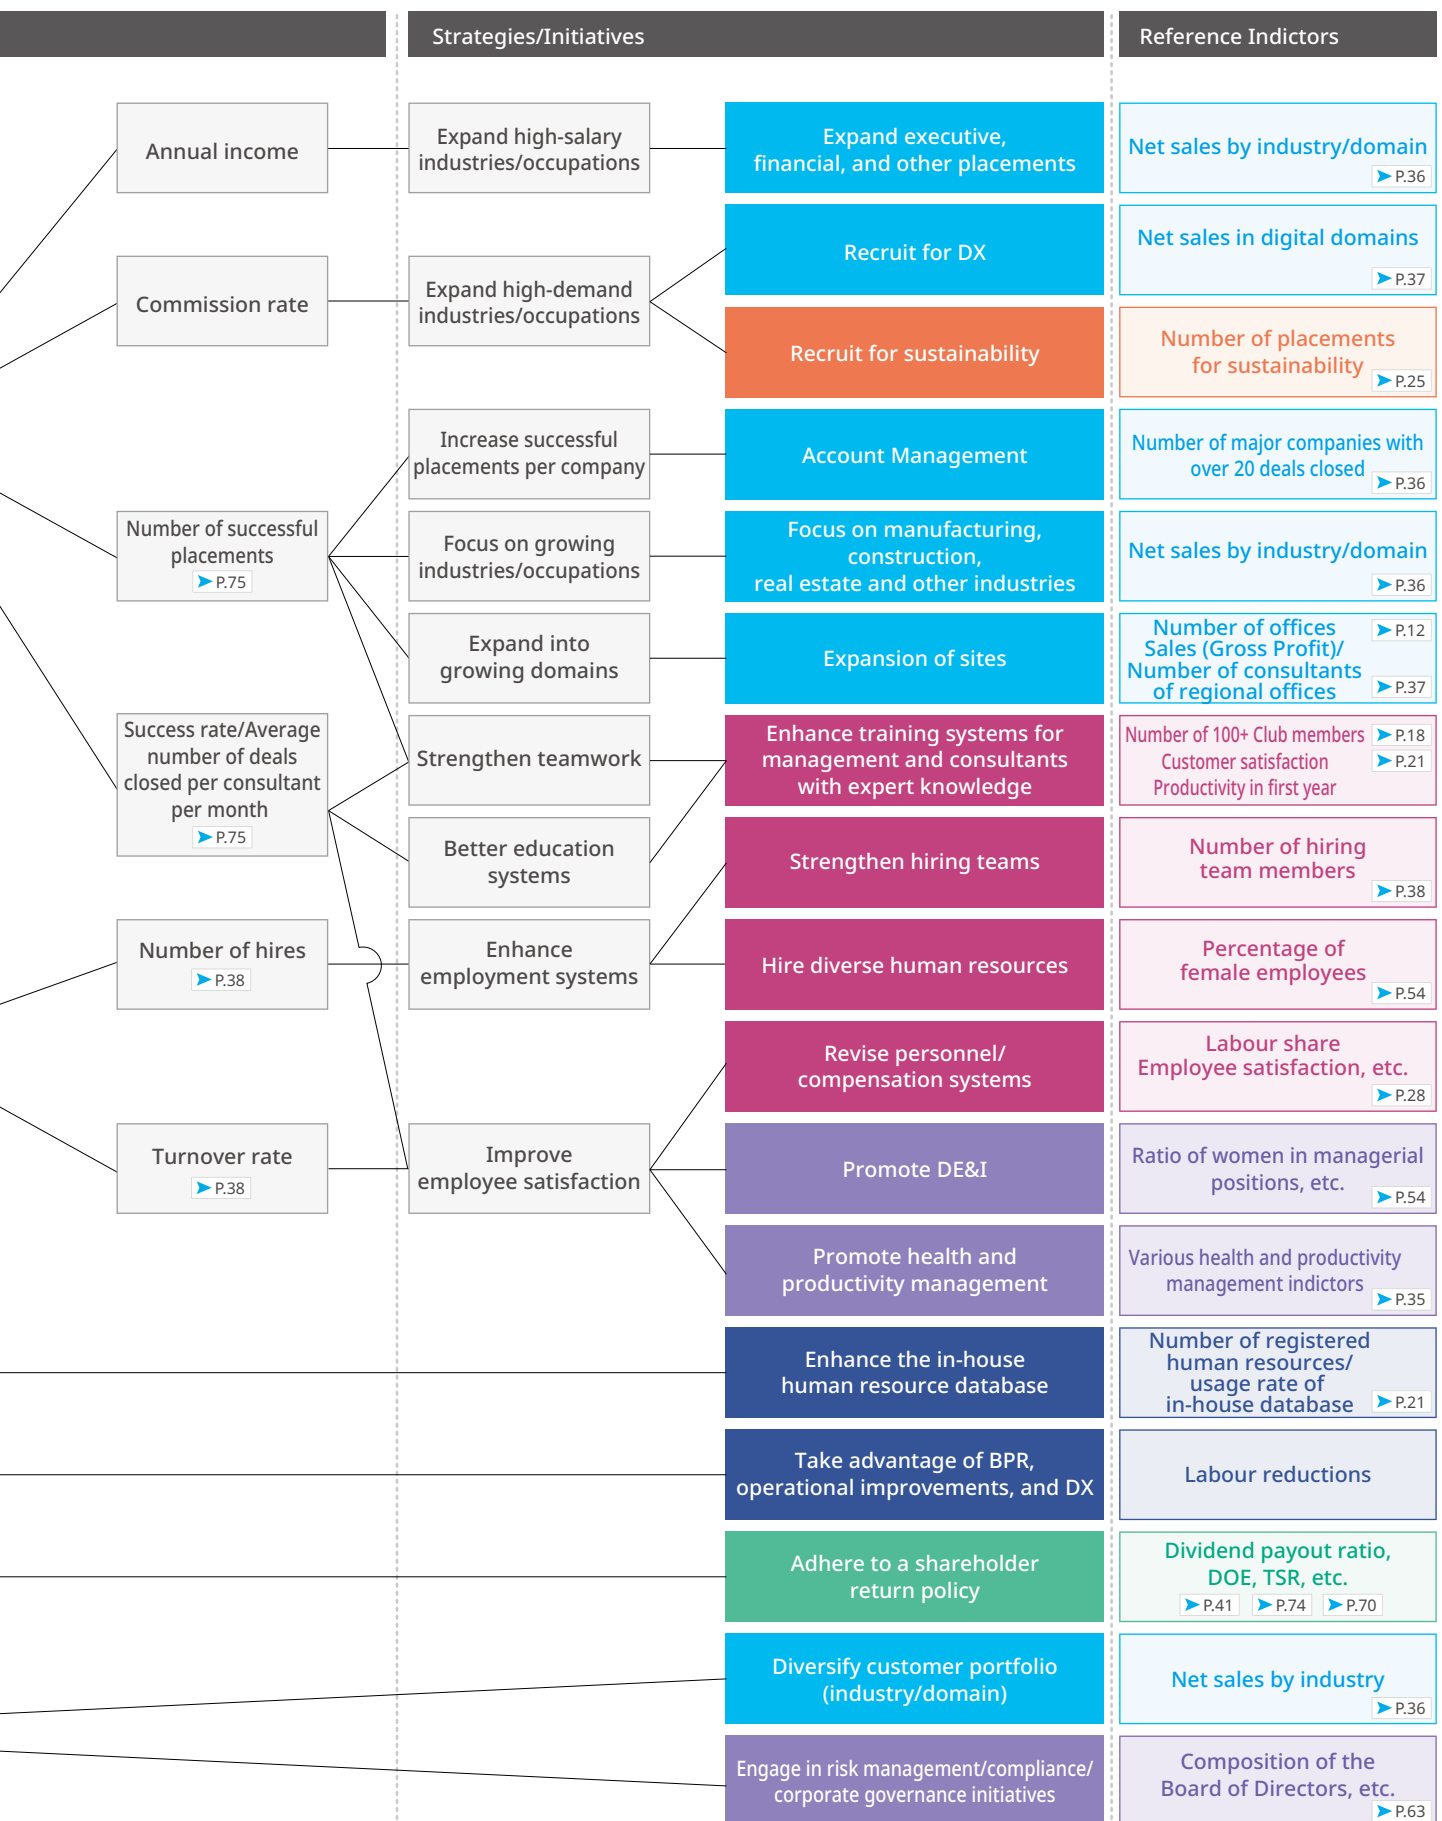 Strategies/Initiatives
Reference Indictors
Annual income
Expand high-salary
industries/occupations
Expand executive,
financial, and other placements
Net sales by industry/domain
P.36
Commission rate
Expand high-demand
industries/occupations
Recruit for DX
Net sales in digital domains
P.37
Recruit for sustainability
Number of placements
for sustainability
P.25
Increase successful
placements per company
Account Management
Number of major companies with
over 20 deals closed
P.36
Number of successful
placements
P.75
Focus on growing
industries/occupations
Focus on manufacturing,
construction,
real estate and other industries
Net sales by industry/domain
P.36
Expand into
growing domains
Expansion of sites
Number of offices
P.12
Sales (Gross Profit)/
Number of consultants
of regional offices
P.37
Success rate/Average
number of deals
closed per consultant
per month
P.75
Strengthen teamwork
Enhance training systems for
management and consultants
with expert knowledge
Number of 100+ Club members
P.18
Customer satisfaction
P.21
Productivity in first year
Better education
systems
Strengthen hiring teams
Number of hiring
team members
P.38
Number of hires
P.38
Enhance
employment systems
Hire diverse human resources
Percentage of
female employees
P.54
Revise personnel/
compensation systems
Labour share
Employee satisfaction, etc.
P.28
Turnover rate
P.38
Improve
employee satisfaction
Promote DE&I
Ratio of women in managerial
positions, etc.
P.54
Promote health and
productivity management
Various health and productivity
management indictors
P.35
Enhance the in-house
human resource database
Number of registered
human resources/
usage rate of
in-house database
P.21
Take advantage of BPR,
operational improvements, and DX
Labour reductions
Adhere to a shareholder
return policy
Dividend payout ratio,
DOE, TSR, etc.
P.41 P.74 P.70
Diversify customer portfolio
(industry/domain)
Net sales by industry
P.36
Engage in risk management/compliance/
corporate governance initiatives
Composition of the
Board of Directors, etc.
P.63